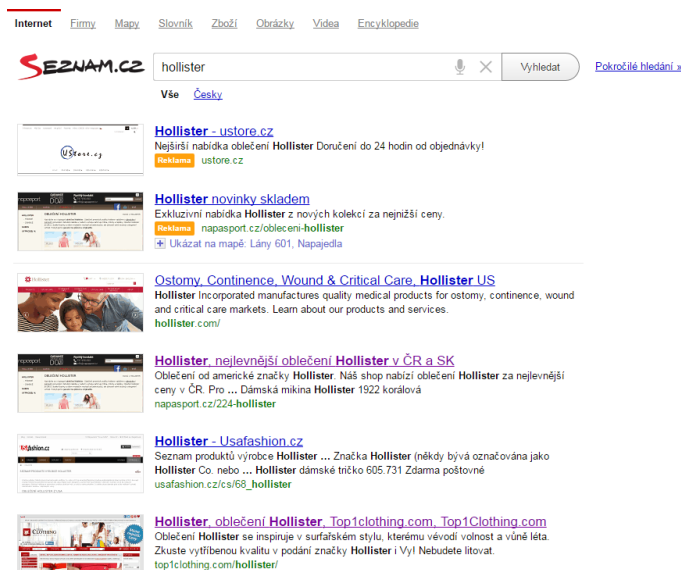 Internet Firmy Mapy Slovník Zboží Obrázky Videa Encyklopedie
SEZNAM.CZ hollister Vyhledat Pokročilé hledání »
Vše Česky
Hollister - ustore.cz
Nejširší nabídka oblečení Hollister Doručení do 24 hodin od objednávky!
Reklama ustore.cz
UStore.cz
Hollister novinky skladem
Exkluzivní nabídka Hollister z nových kolekcí za nejnižší ceny.
Reklama napasport.cz/obleceni-hollister
Ukázat na mapě: Lány 601, Napajedla
Ostomy, Continence, Wound & Critical Care, Hollister US
Hollister Incorporated manufactures quality medical products for ostomy, continence, wound
and critical care markets. Learn about our products and services.
hollister.com/
Hollister, nejlevnější oblečení Hollister v ČR a SK
Oblečení od americké značky Hollister. Náš shop nabízí oblečení Hollister za nejlevnější
ceny v ČR. Pro ... Dámská mikina Hollister 1922 korálová
napasport.cz/224-hollister
Hollister - Usafashion.cz
Seznam produktů výrobce Hollister ... Značka Hollister (někdy bývá označována jako
Hollister Co. nebo ... Hollister dámské tričko 605.731 Zdarma poštovné
usafashion.cz/cs/68_hollister
Hollister, oblečení Hollister, Top1clothing.com, Top1Clothing.com
Oblečení Hollister se inspiruje v surfařském stylu, kterému vévodí volnost a vůně léta.
Zkuste vytříbenou kvalitu v podání značky Hollister i Vy! Nebudete litovat.
top1clothing.com/hollister/